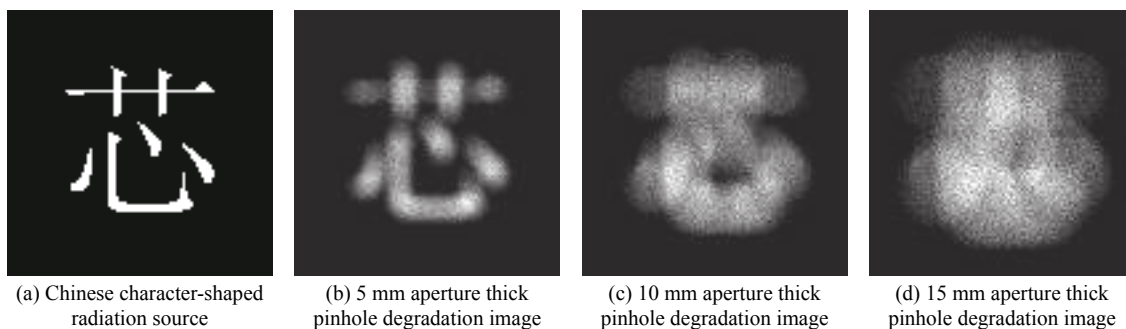 芯
(a) Chinese character-shaped
radiation source
(b) 5 mm aperture thick
pinhole degradation image
(c) 10 mm aperture thick
pinhole degradation image
(d) 15 mm aperture thick
pinhole degradation image